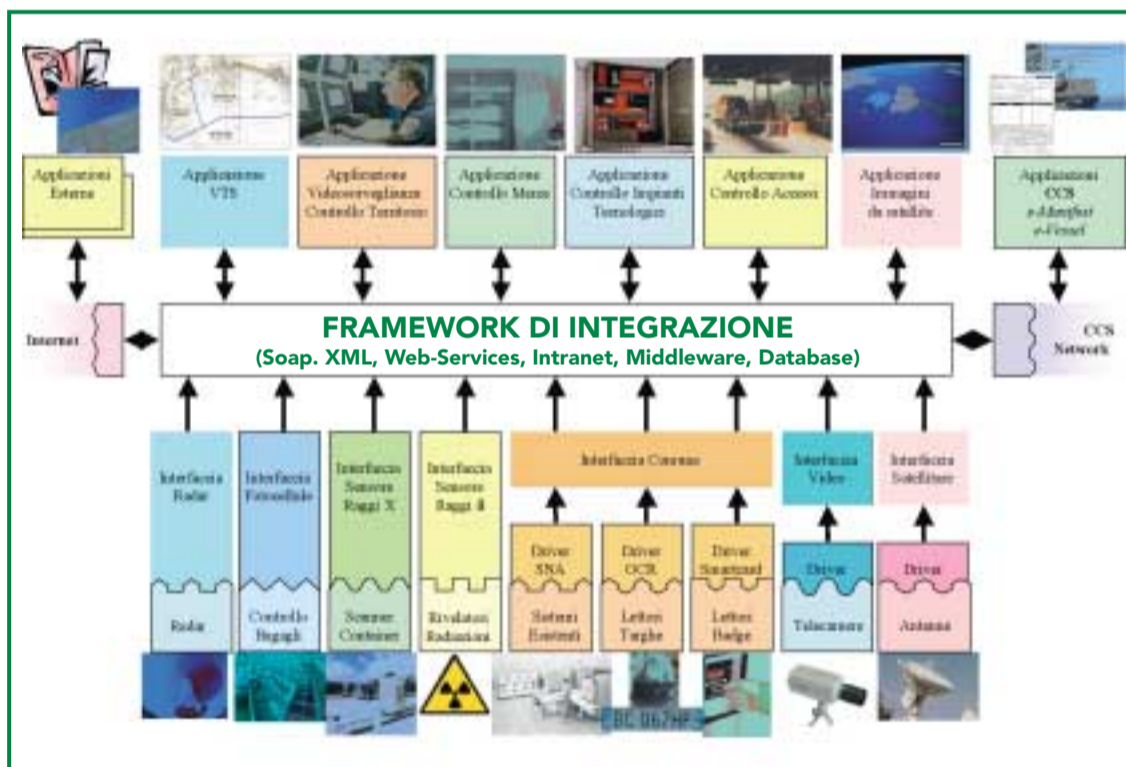 Applicazioni
Esterne
Applicazione
VTS
Applicazione
Videosorveglianza
Controllo Territorio
Applicazione
Controllo Merce
Applicazione
Controllo Impianti
Tecnologici
Applicazione
Controllo Accessi
Applicazione
Immagini
da satellite
Applicazioni
CCS
e-Manifest
e-Vessel
Internet
FRAMEWORK DI INTEGRAZIONE
(Soap. XML, Web-Services, Intranet, Middleware, Database)
CCS
Network
Interfaccia
Radar
Interfaccia
Fotocellule
Interfaccia
Sensore
Raggi X
Interfaccia
Sensore
Raggi
Interfaccia Comune
Interfaccia
Video
Interfaccia
Satellitare
Driver
SNA
Driver
OCR
Driver
Smartcard
Driver
Driver
Radar
Controllo
Bagagli
Scanner
Container
Rivelatori
Radiazioni
Sistemi
Esistenti
Lettori
Targhe
Lettori
Badge
Telecamere
Antenna
BC 067HF